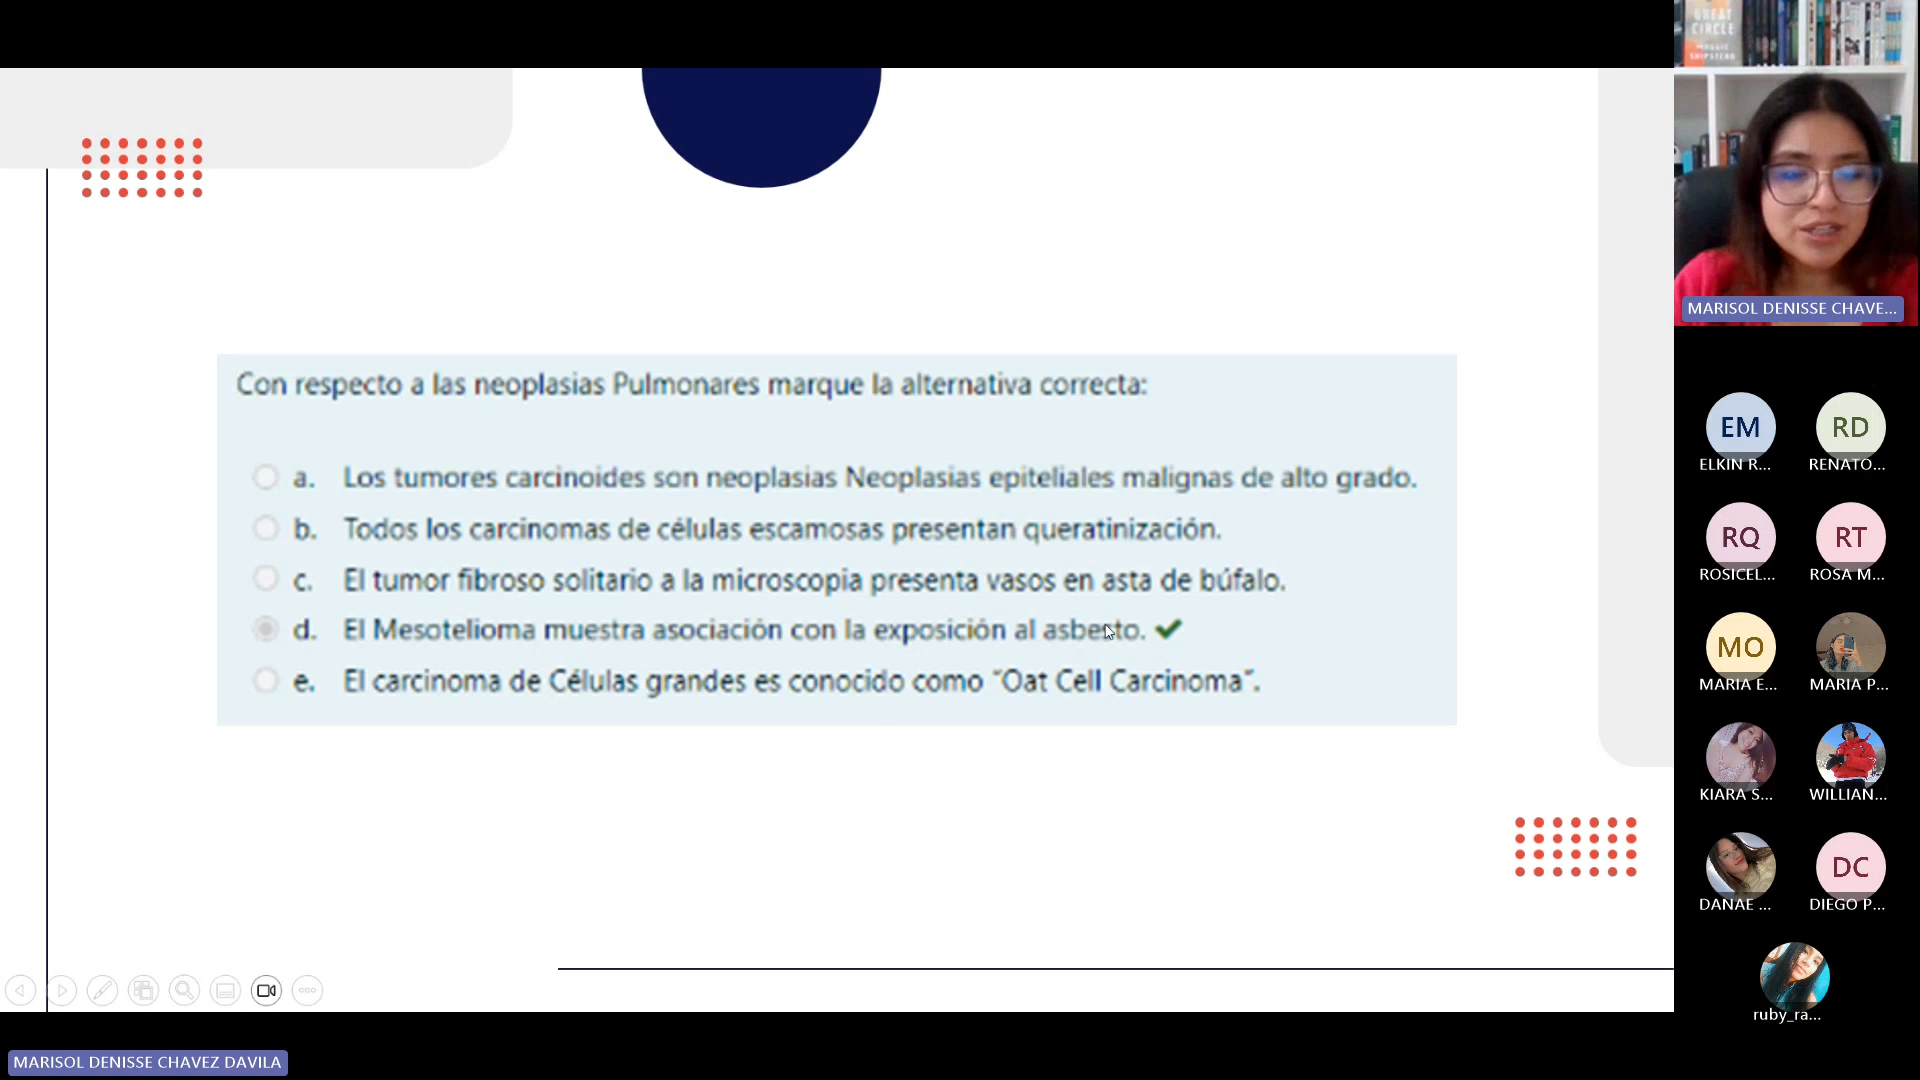 GREAT
CIRCLE
MAGGIE
SHIPSTEAD
MARISOL DENISSE CHAVE...
Con respecto a las neoplasias Pulmonares marque la alternativa correcta:
a. Los tumores carcinoides son neoplasias Neoplasias epiteliales malignas de alto grado.
b. Todos los carcinomas de células escamosas presentan queratinización.
c. El tumor fibroso solitario a la microscopia presenta vasos en asta de búfalo.
d. El Mesotelioma muestra asociación con la exposición al asbesto.
e. El carcinoma de Células grandes es conocido como "Oat Cell Carcinoma".
EM
ELKIN R...
RD
RENATO...
RQ
ROSICEL...
RT
ROSA M...
MO
MARIA E...
MARIA P...
KIARA S...
WILLIAN...
DANAE ...
DC
DIEGO P...
ruby_ra...
MARISOL DENISSE CHAVEZ DAVILA